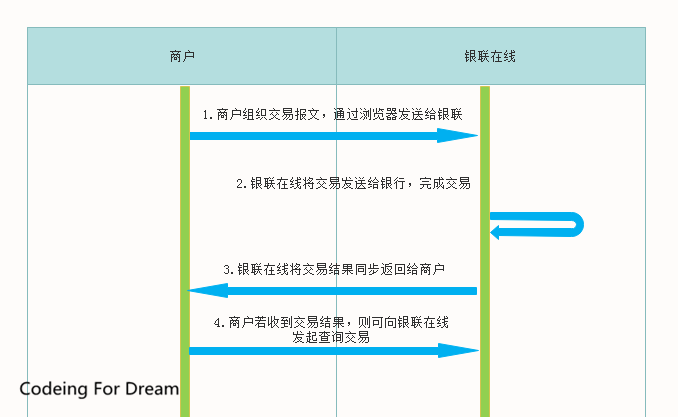 商户
银联在线
1.商户组织交易报文，通过浏览器发送给银联
2.银联在线将交易发送给银行，完成交易
3.银联在线将交易结果同步返回给商户
4.商户若收到交易结果，则可向银联在线
发起查询交易
Codeing For Dream